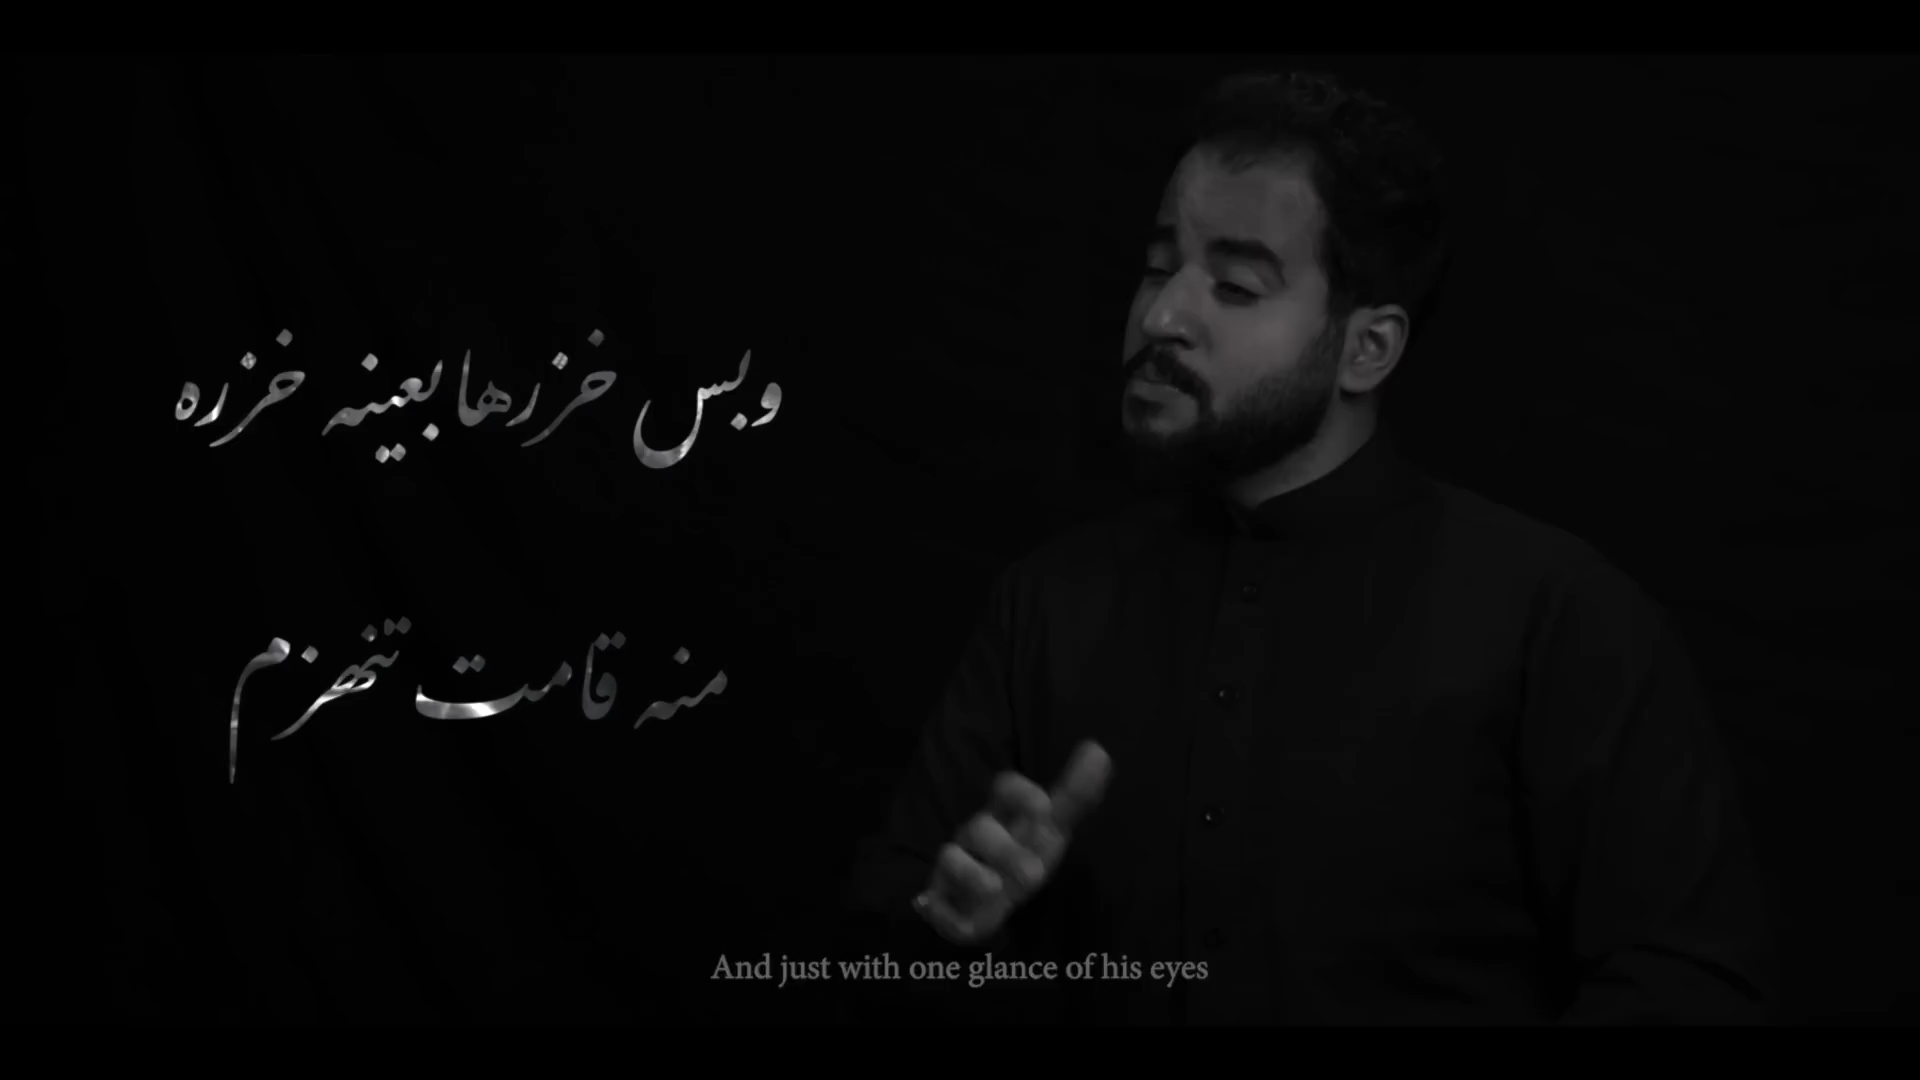 وبس خزرها بعينه خزره
منه قامت تنهزم
And just with one glance of his eyes